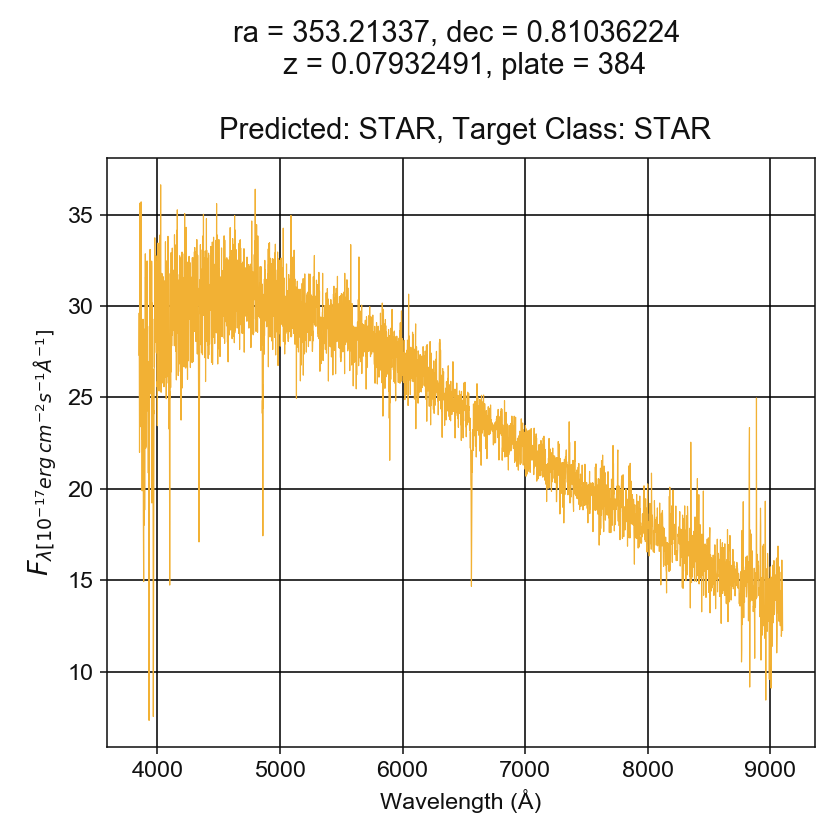 ra = 353.21337, dec = 0.81036224
z = 0.07932491, plate = 384
Predicted: STAR, Target Class: STAR
35
30
25
20
15
10
F_{λ[10^{-17} erg cm^{-2} s^{-1} Å^{-1}]}
4000 5000 6000 7000 8000 9000
Wavelength (Å)